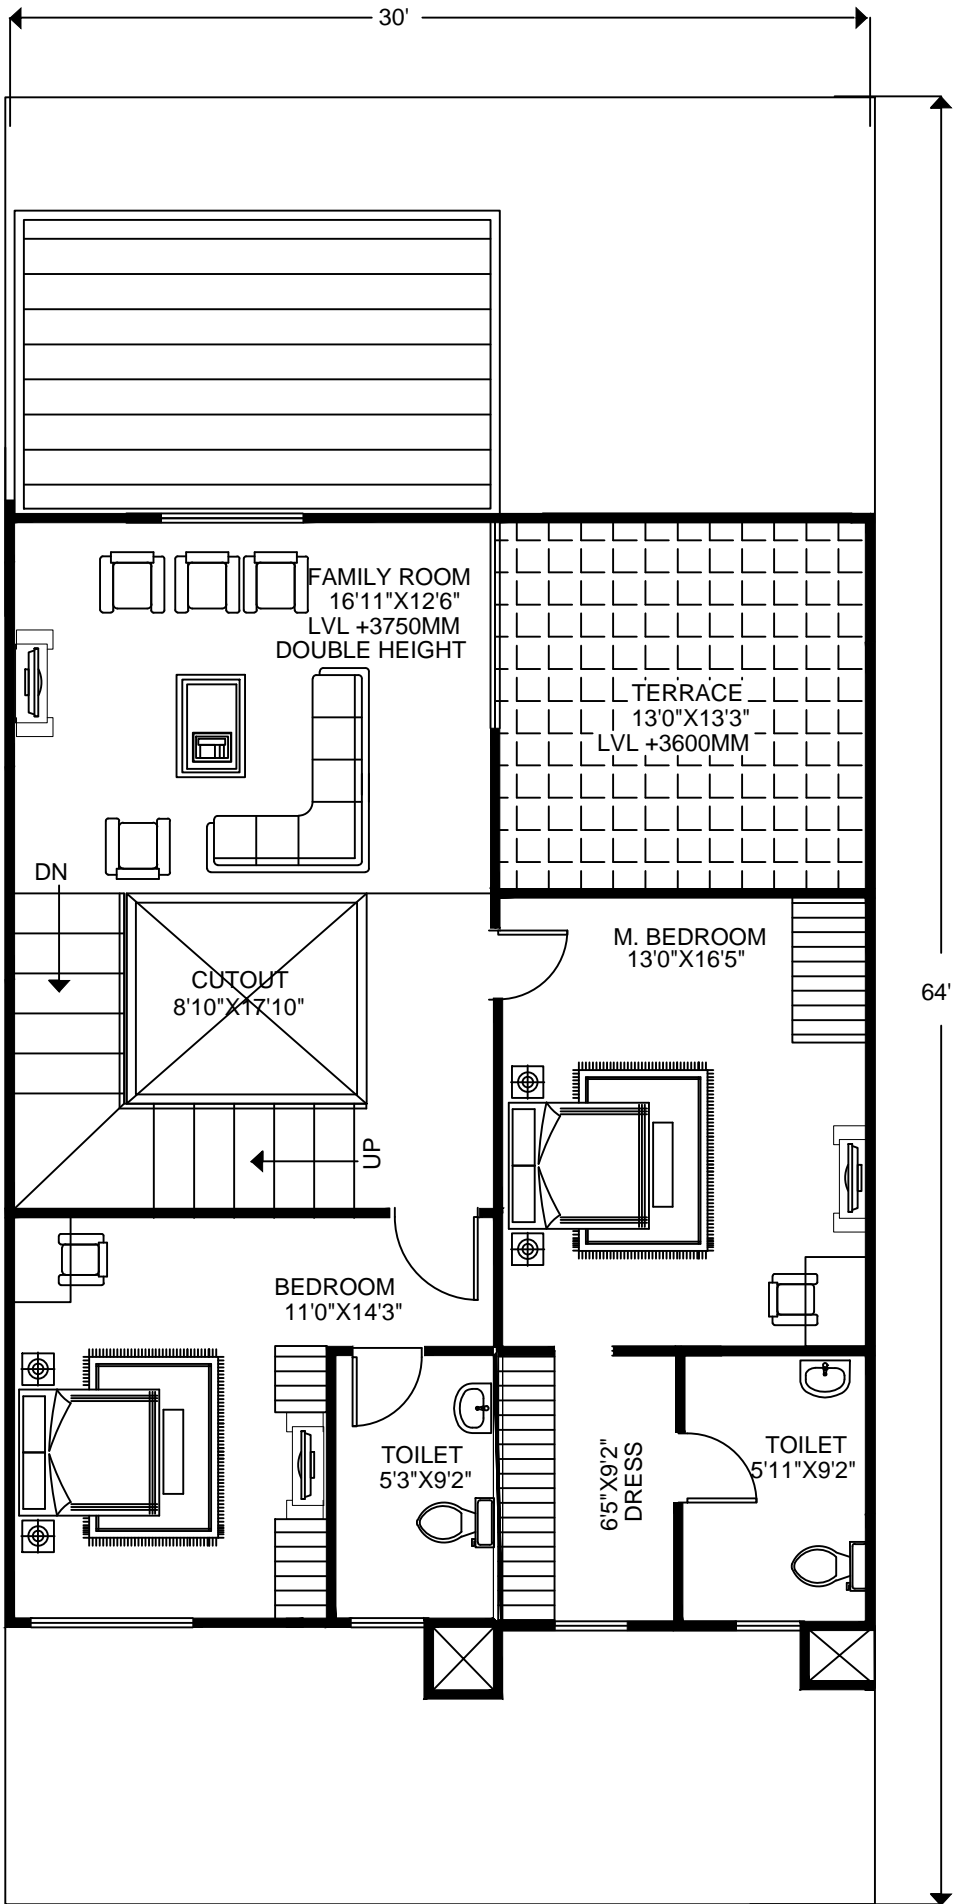 30'
FAMILY ROOM
16'11"X12'6"
LVL +3750MM
DOUBLE HEIGHT
TERRACE
13'0"X13'3"
LVL +3600MM
DN
M. BEDROOM
13'0"X16'5"
CUTOUT
8'10"X17'10"
64'
UP
BEDROOM
11'0"X14'3"
TOILET
5'3"X9'2"
6'5"X9'2"
DRESS
TOILET
5'11"X9'2"